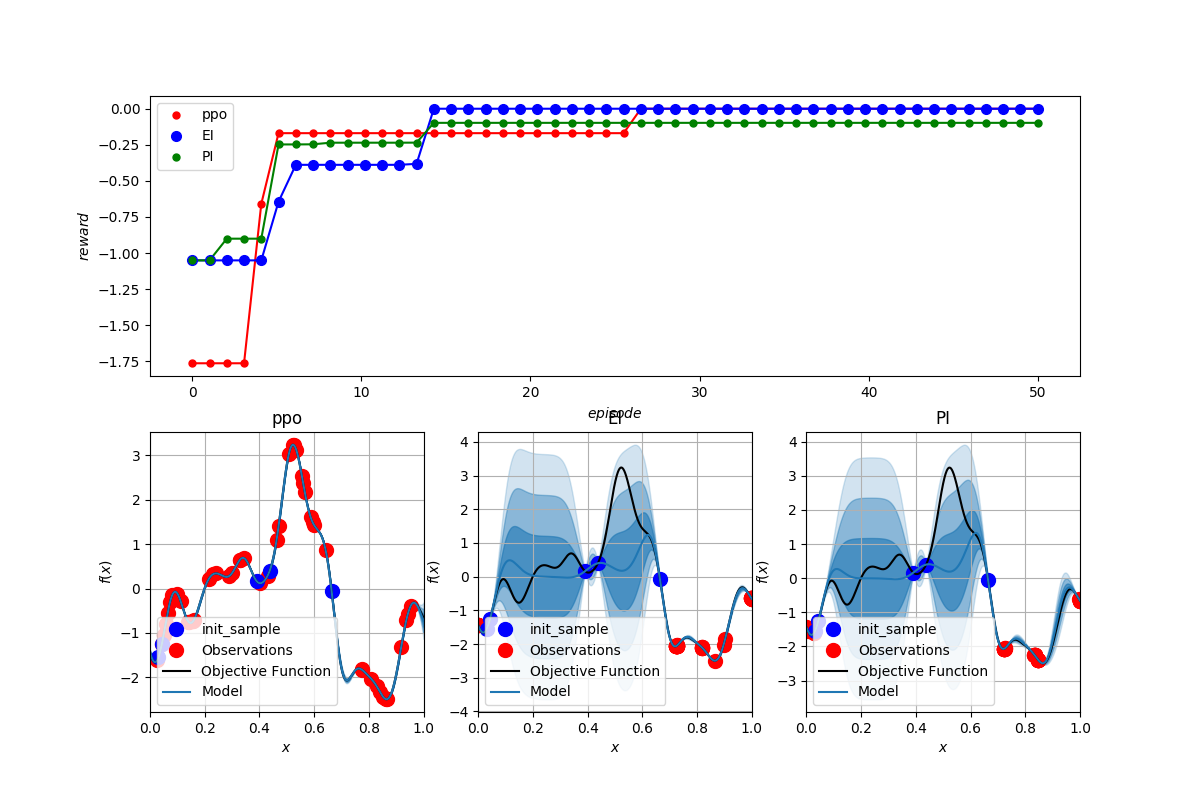 0.00
−0.25
−0.50
−0.75
−1.00
−1.25
−1.50
−1.75
reward
ppo
EI
PI
0 10 20 30 40 50
episode
ppo
3
2
1
0
−1
−2
f(x)
init_sample
Observations
Objective Function
Model
0.0 0.2 0.4 0.6 0.8 1.0
x
EI
4
3
2
1
0
−1
−2
−3
−4
f(x)
init_sample
Observations
Objective Function
Model
0.0 0.2 0.4 0.6 0.8 1.0
x
PI
4
3
2
1
0
−1
−2
−3
f(x)
init_sample
Observations
Objective Function
Model
0.0 0.2 0.4 0.6 0.8 1.0
x